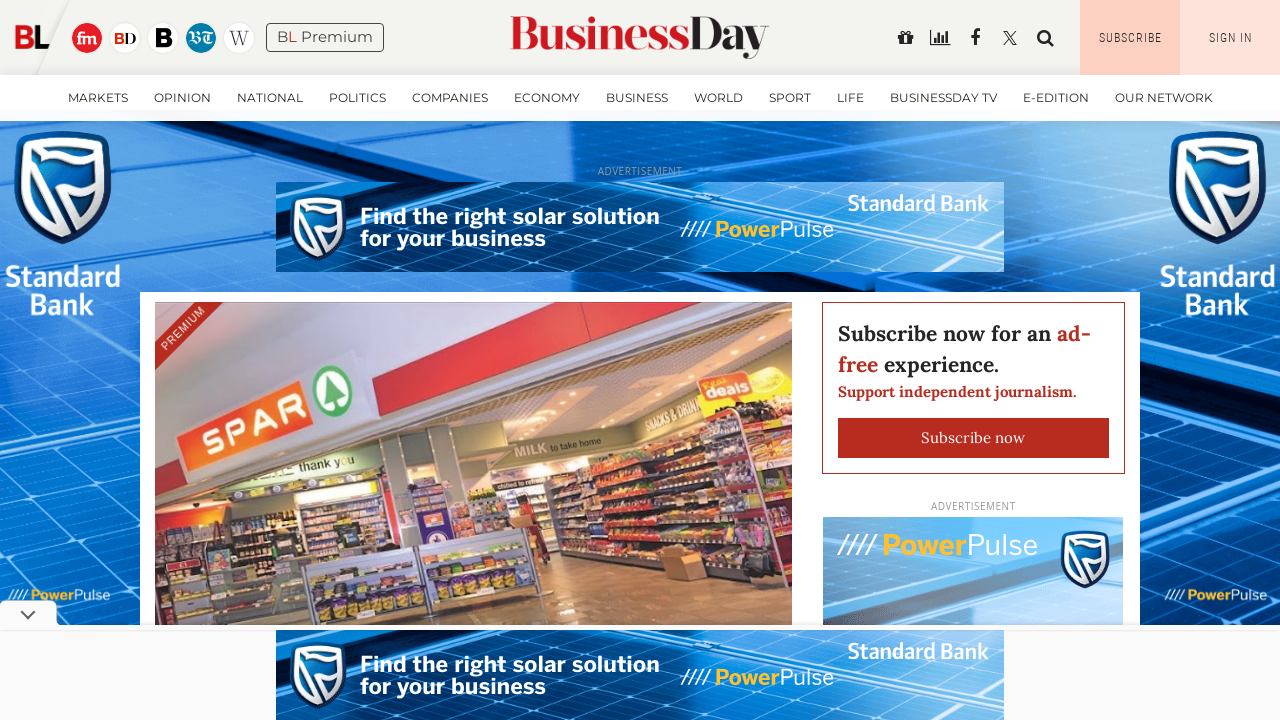 BL
fm
BD
B
BT
W
BL Premium
BusinessDay
SUBSCRIBE
SIGN IN
MARKETS
OPINION
NATIONAL
POLITICS
COMPANIES
ECONOMY
BUSINESS
WORLD
SPORT
LIFE
BUSINESSDAY TV
E-EDITION
OUR NETWORK
Standard
Bank
PowerPulse
ADVERTISEMENT
Find the right solar solution
for your business
PowerPulse
Standard Bank
Standard
Bank
PowerPulse
PREMIUM
SPAR
thank you
MILK to take home
chilled to refresh
SNACKS & DRINKS
Real
deals
Subscribe now for an ad-
free experience.
Support independent journalism.
Subscribe now
ADVERTISEMENT
PowerPulse
Find the right solar solution
for your business
PowerPulse
Standard Bank